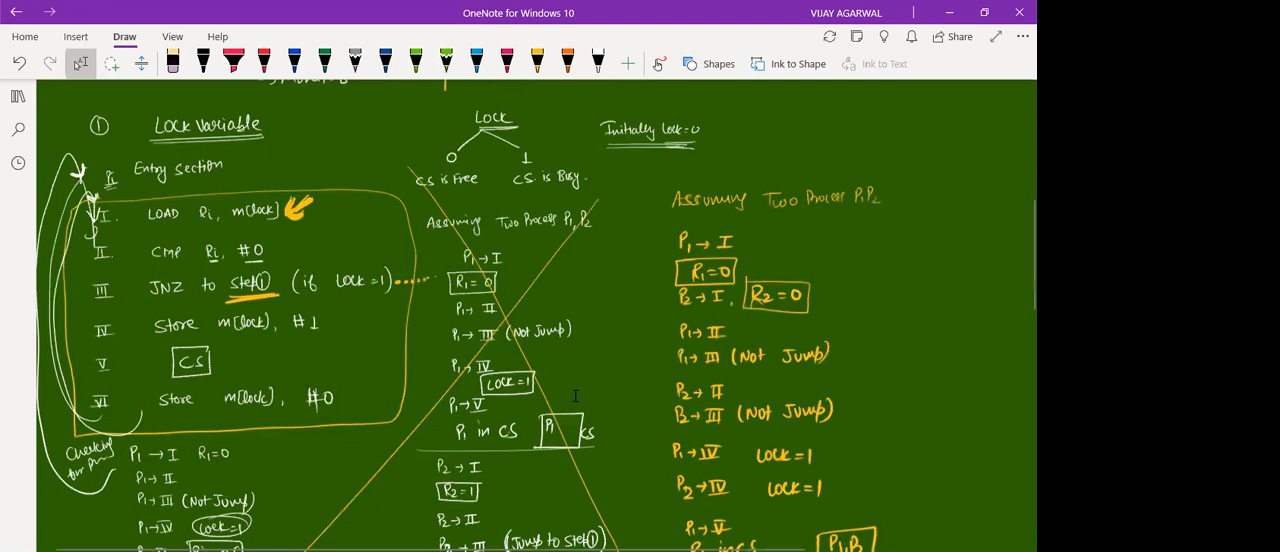 OneNote for Windows 10
VIJAY AGARWAL
Home Insert Draw View Help
Share
Shapes
Ink to Shape
Ink to Text
① Lock Variable
Pi Entry section
I. LOAD Ri, m[lock]
II. CMP Ri, #0
III JNZ to step① (if Lock=1)
IV Store m[lock], #1
V CS
VI Store m[lock], #0
Checking
P1 → I R1=0
P1→ II
P1→ III (Not Jump)
P1→ IV Lock=1
LOCK
0 1
CS is Free CS. is Busy.
Assuming Two Process P1, P2
P1→ I
R1 = 0
P1→ II
P1→ III (Not Jump)
P1→ IV
Lock=1
P1→ V
P1 in CS
P1 CS
P2→ I
R2=1
P2→ II
P2→ III (Jump to Step①)
Initially lock=0
Assuming Two Process P1 P2
P1→ I
R1=0
P2→ I, R2=0
P1→ II
P1→ III (Not Jump)
P2→ II
P2→ III (Not Jump)
P1→ IV Lock=1
P2→ IV Lock=1
P1→ V
P1 in CS
P1, P2